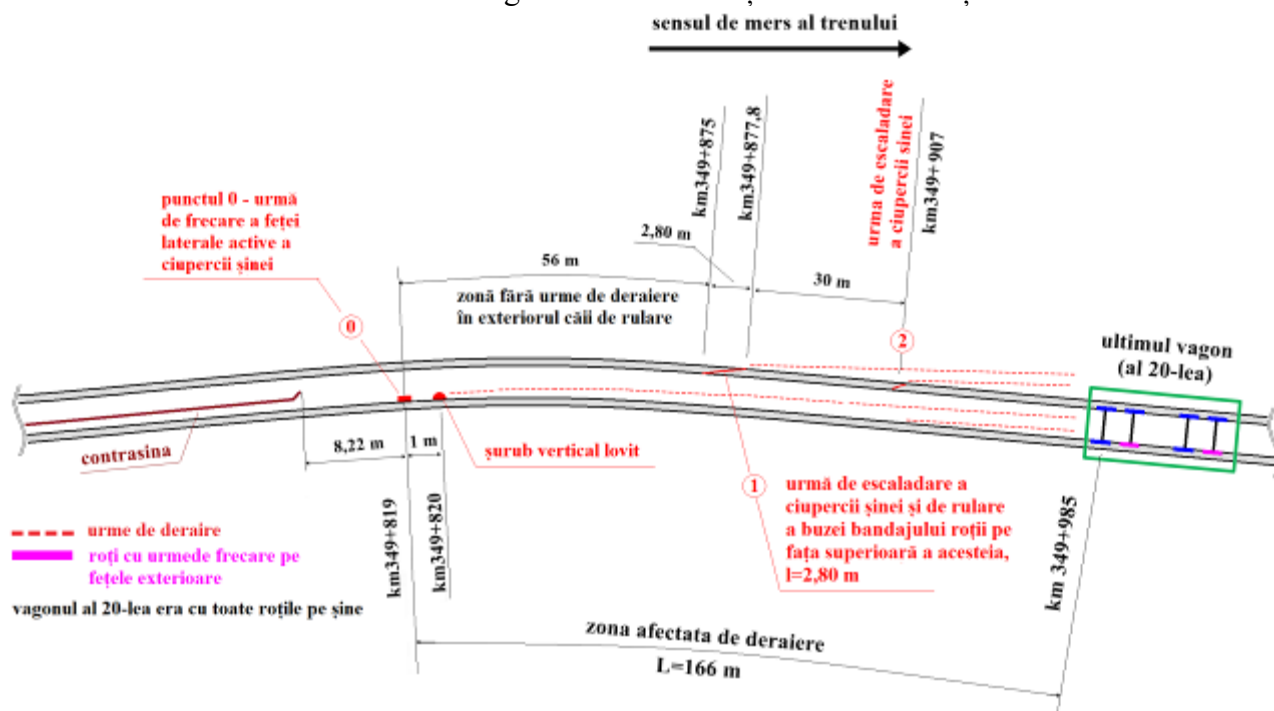 sensul de mers al trenului
urma de escaladare
a ciupercii sinei
km349+907
km349+875
km349+877,8
punctul 0 - urmă
de frecare a feței
laterale active a
ciupercii șinei
2,80 m
56 m
30 m
zonă fără urme de deraiere
în exteriorul căii de rulare
0
2
ultimul vagon
(al 20-lea)
contrasina
8,22 m
1 m
șurub vertical lovit
1
urmă de escaladare a
ciupercii șinei și de rulare
a buzei bandajului roții pe
fața superioară a acesteia,
l=2,80 m
km349+819
km349+820
km 349+985
urme de deraire
roți cu urmede frecare pe
fețele exterioare
vagonul al 20-lea era cu toate roțile pe șine
zona afectata de deraiere
L=166 m